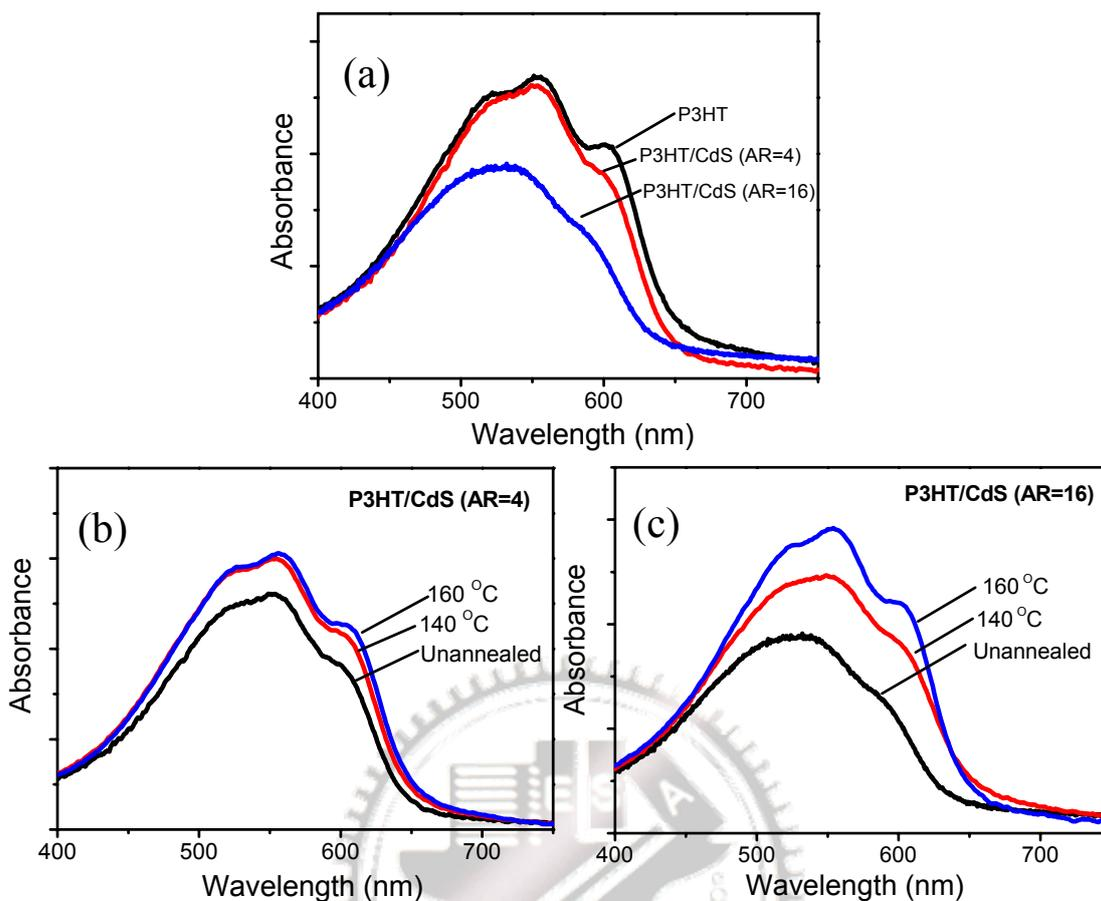 (a)
P3HT
P3HT/CdS (AR=4)
P3HT/CdS (AR=16)
Absorbance
400 500 600 700
Wavelength (nm)
(b)
P3HT/CdS (AR=4)
160 °C
140 °C
Unannealed
Absorbance
400 500 600 700
Wavelength (nm)
(c)
P3HT/CdS (AR=16)
160 °C
140 °C
Unannealed
Absorbance
400 500 600 700
Wavelength (nm)